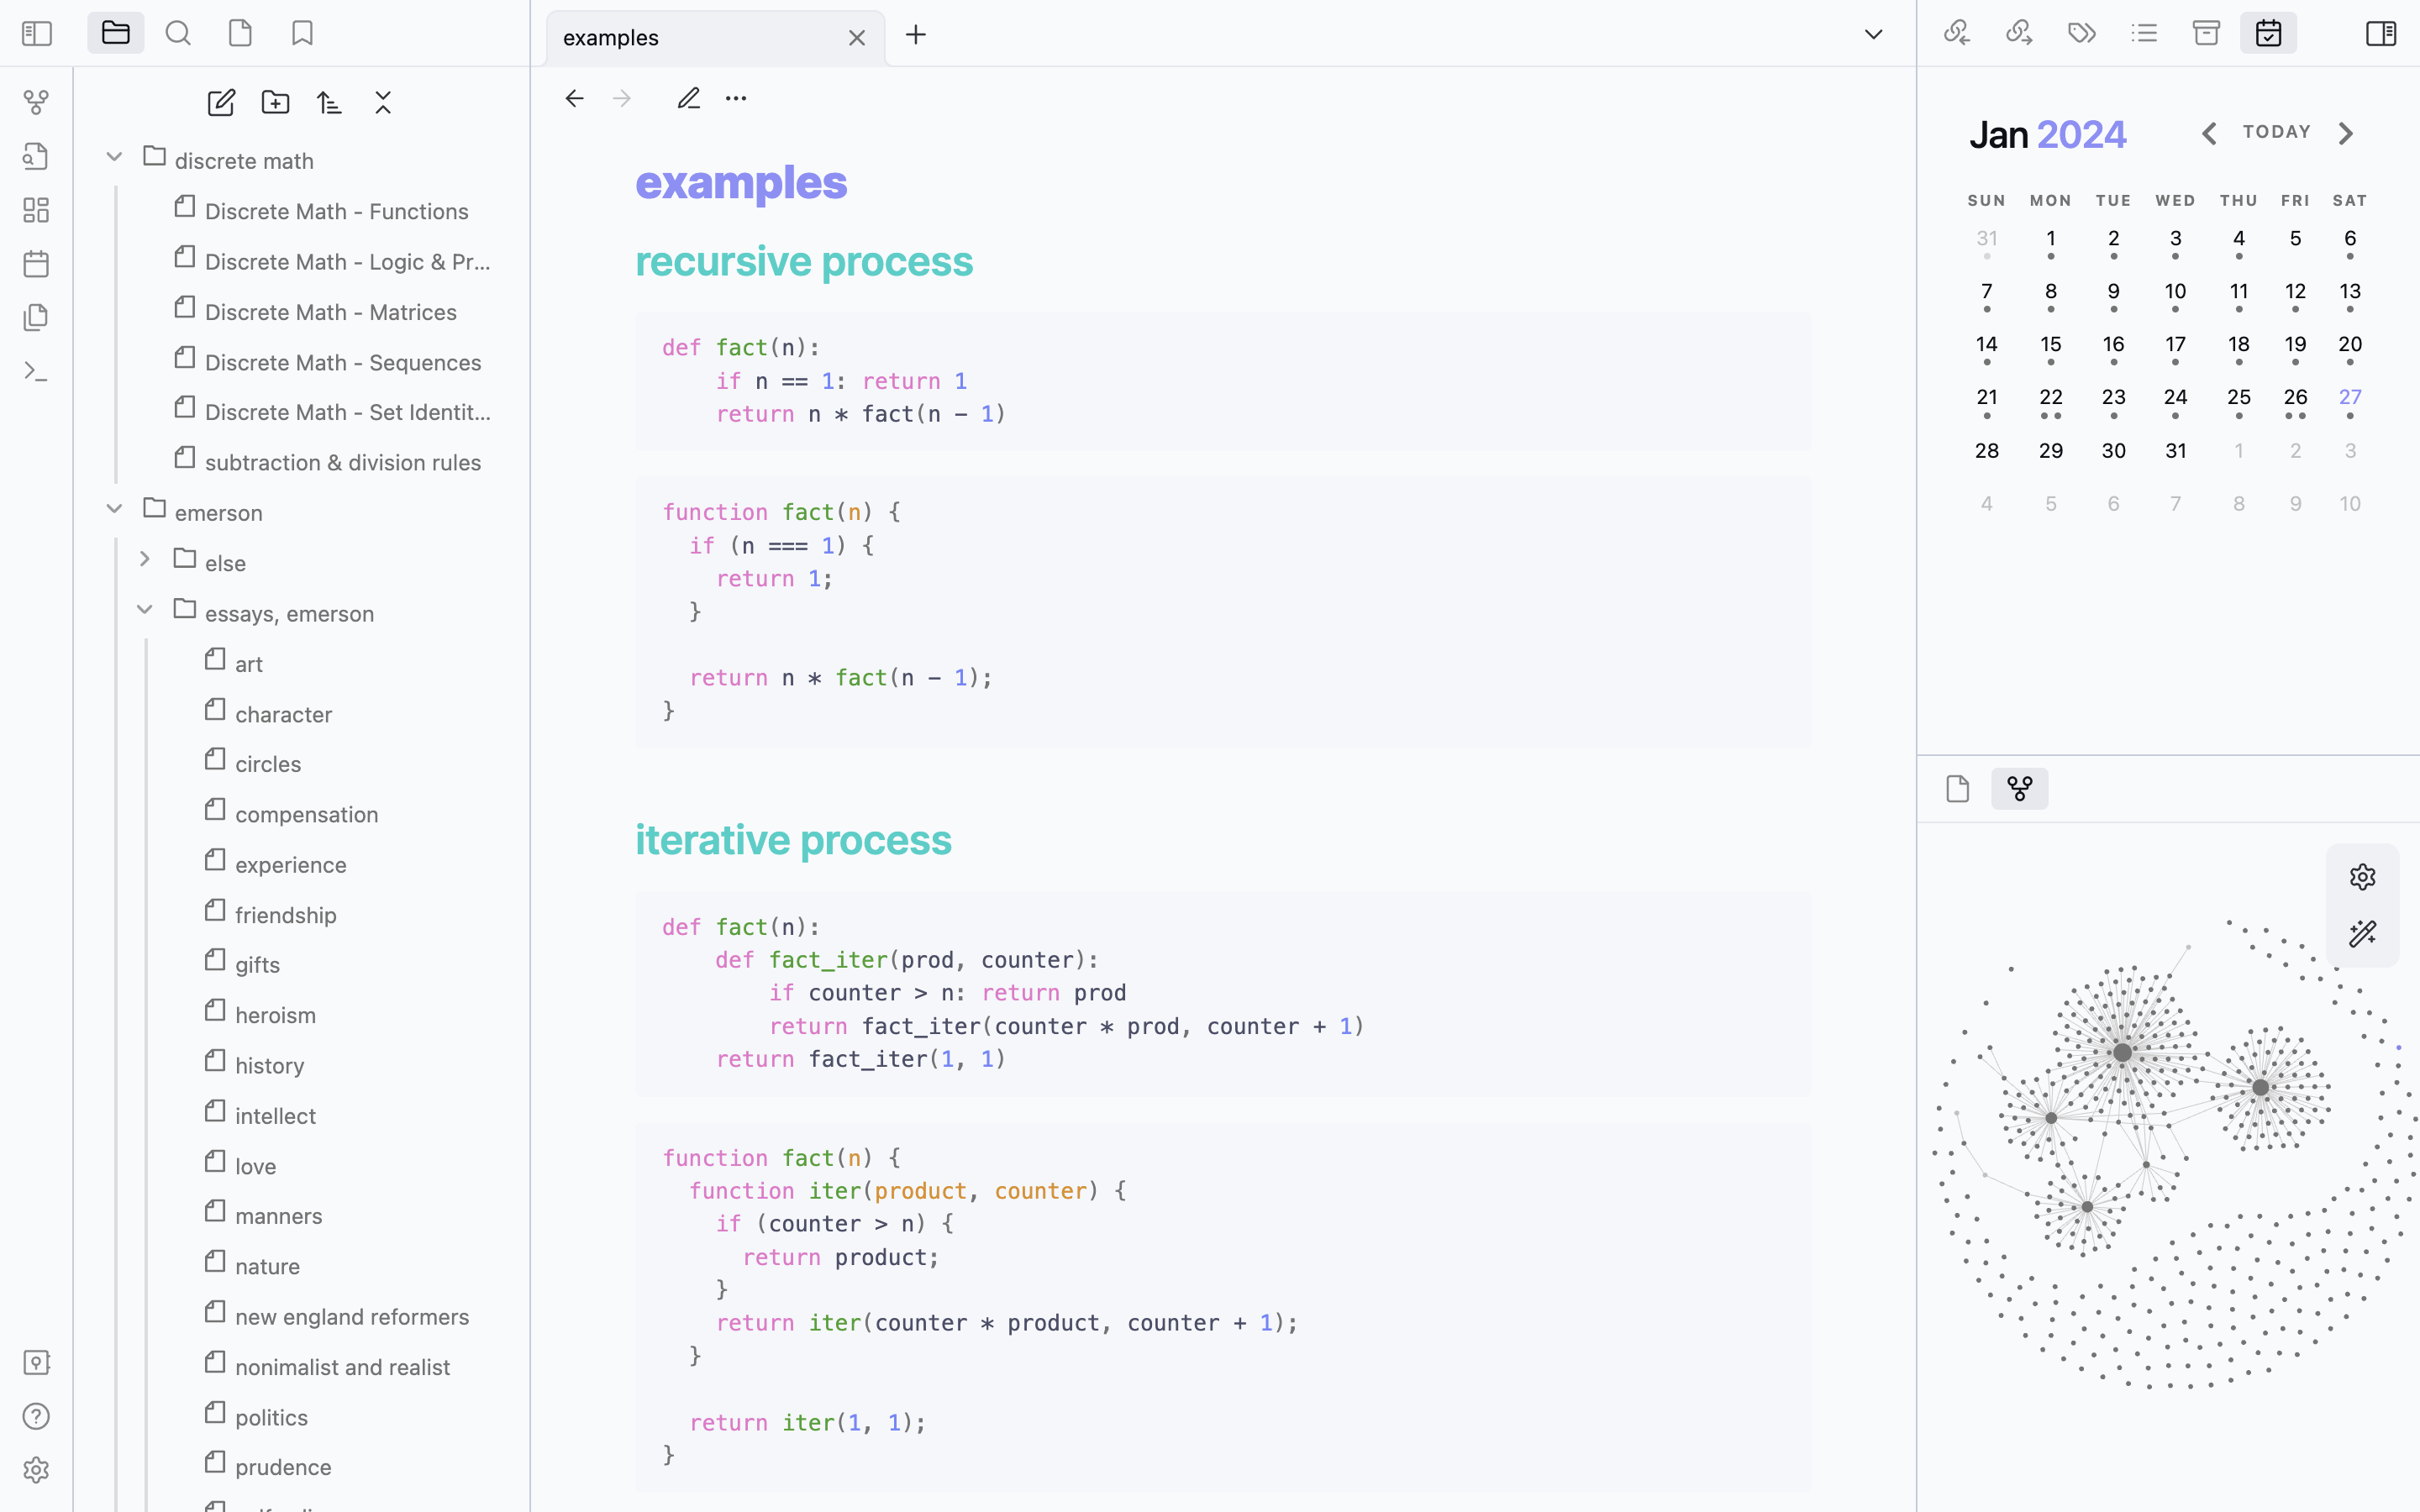 examples
discrete math
Discrete Math - Functions
Discrete Math - Logic & Pr...
Discrete Math - Matrices
Discrete Math - Sequences
Discrete Math - Set Identit...
subtraction & division rules
emerson
else
essays, emerson
art
character
circles
compensation
experience
friendship
gifts
heroism
history
intellect
love
manners
nature
new england reformers
nonimalist and realist
politics
prudence
examples
recursive process
def fact(n):
    if n == 1: return 1
    return n * fact(n - 1)
function fact(n) {
  if (n === 1) {
    return 1;
  }
  return n * fact(n - 1);
}
iterative process
def fact(n):
    def fact_iter(prod, counter):
        if counter > n: return prod
        return fact_iter(counter * prod, counter + 1)
    return fact_iter(1, 1)
function fact(n) {
  function iter(product, counter) {
    if (counter > n) {
      return product;
    }
    return iter(counter * product, counter + 1);
  }
  return iter(1, 1);
}
Jan 2024
TODAY
SUN MON TUE WED THU FRI SAT
31 1 2 3 4 5 6
7 8 9 10 11 12 13
14 15 16 17 18 19 20
21 22 23 24 25 26 27
28 29 30 31 1 2 3
4 5 6 7 8 9 10